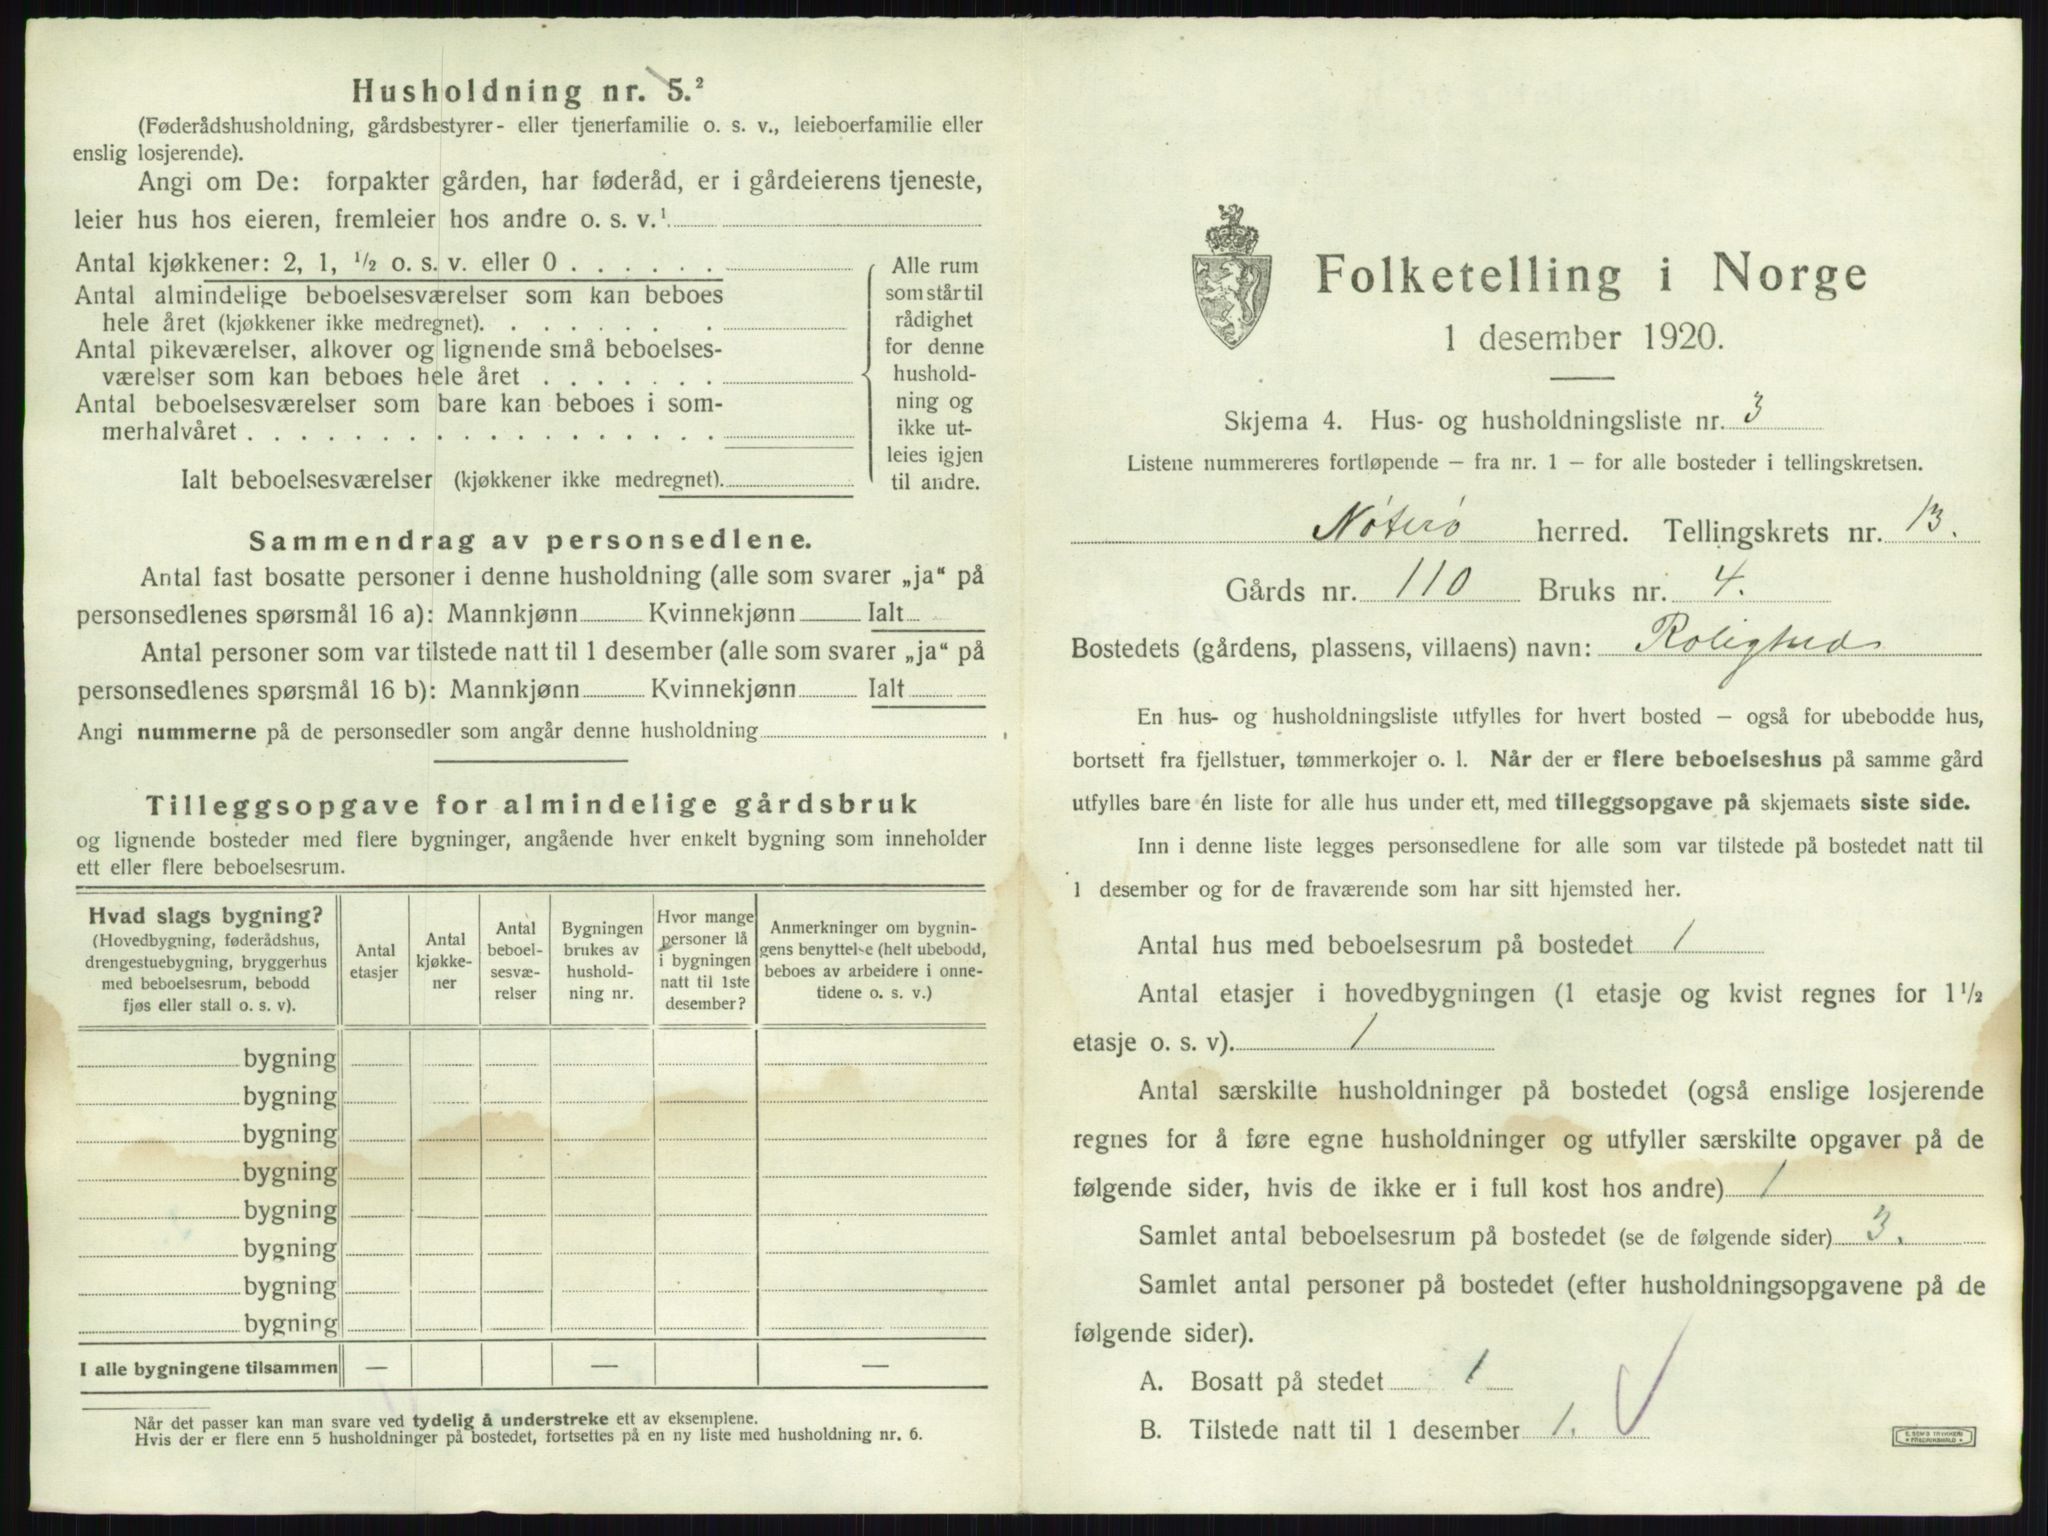 Husholdning nr. 5.²
(Føderådshusholdning, gårdsbestyrer- eller tjenerfamilie o. s. v., leieboerfamilie eller
enslig losjerende).
Angi om De: forpakter gården, har føderåd, er i gårdeierens tjeneste,
leier hus hos eieren, fremleier hos andre o. s. v.¹
Antal kjøkkener: 2, 1, ½ o. s. v. eller 0 . . . . . .
Antal almindelige beboelsesværelser som kan beboes
hele året (kjøkkener ikke medregnet). . . . . . . .
Antal pikeværelser, alkover og lignende små beboelses-
værelser som kan beboes hele året . . . . . . .
Antal beboelsesværelser som bare kan beboes i som-
merhalvåret . . . . . . . . . . . . . . . . . .
Ialt beboelsesværelser (kjøkkener ikke medregnet).
Alle rum
som står til
rådighet
for denne
hushold-
ning og
ikke ut-
leies igjen
til andre.
Sammendrag av personsedlene.
Antal fast bosatte personer i denne husholdning (alle som svarer „ja“ på
personsedlenes spørsmål 16 a): Mannkjønn Kvinnekjønn Ialt
Antal personer som var tilstede natt til 1 desember (alle som svarer „ja“ på
personsedlenes spørsmål 16 b): Mannkjønn Kvinnekjønn Ialt
Angi nummerne på de personsedler som angår denne husholdning
Tilleggsopgave for almindelige gårdsbruk
og lignende bosteder med flere bygninger, angående hver enkelt bygning som inneholder
ett eller flere beboelsesrum.
Hvad slags bygning?
(Hovedbygning, føderådshus,
drengestuebygning, bryggerhus
med beboelsesrum, bebodd
fjøs eller stall o. s. v).
Antal
etasjer
Antal
kjøkke-
ner
Antal
beboel-
sesvæ-
relser
Bygningen
brukes av
hushold-
ning nr.
Hvor mange
personer lå
i bygningen
natt til 1ste
desember?
Anmerkninger om bygnin-
gens benyttelse (helt ubebodd,
beboes av arbeidere i onne-
tidene o. s. v.)
bygning
bygning
bygning
bygning
bygning
bygning
bygning
bygning
I alle bygningene tilsammen — — —
Når det passer kan man svare ved tydelig å understreke ett av eksemplene.
Hvis der er flere enn 5 husholdninger på bostedet, fortsettes på en ny liste med husholdning nr. 6.
Folketelling i Norge
1 desember 1920.
Skjema 4. Hus- og husholdningsliste nr. 3
Listene nummereres fortløpende – fra nr. 1 – for alle bosteder i tellingskretsen.
Nøterø herred. Tellingskrets nr. 13.
Gårds nr. 110 Bruks nr. 4.
Bostedets (gårdens, plassens, villaens) navn: Rolighed
En hus- og husholdningsliste utfylles for hvert bosted – også for ubebodde hus,
bortsett fra fjellstuer, tømmerkojer o. l. Når der er flere beboelseshus på samme gård
utfylles bare én liste for alle hus under ett, med tilleggsopgave på skjemaets siste side.
Inn i denne liste legges personsedlene for alle som var tilstede på bostedet natt til
1 desember og for de fraværende som har sitt hjemsted her.
Antal hus med beboelsesrum på bostedet 1
Antal etasjer i hovedbygningen (1 etasje og kvist regnes for 1½
etasje o. s. v). 1
Antal særskilte husholdninger på bostedet (også enslige losjerende
regnes for å føre egne husholdninger og utfyller særskilte opgaver på de
følgende sider, hvis de ikke er i full kost hos andre) 1
Samlet antal beboelsesrum på bostedet (se de følgende sider) 3.
Samlet antal personer på bostedet (efter husholdningsopgavene på de
følgende sider).
A. Bosatt på stedet 1
B. Tilstede natt til 1 desember 1.